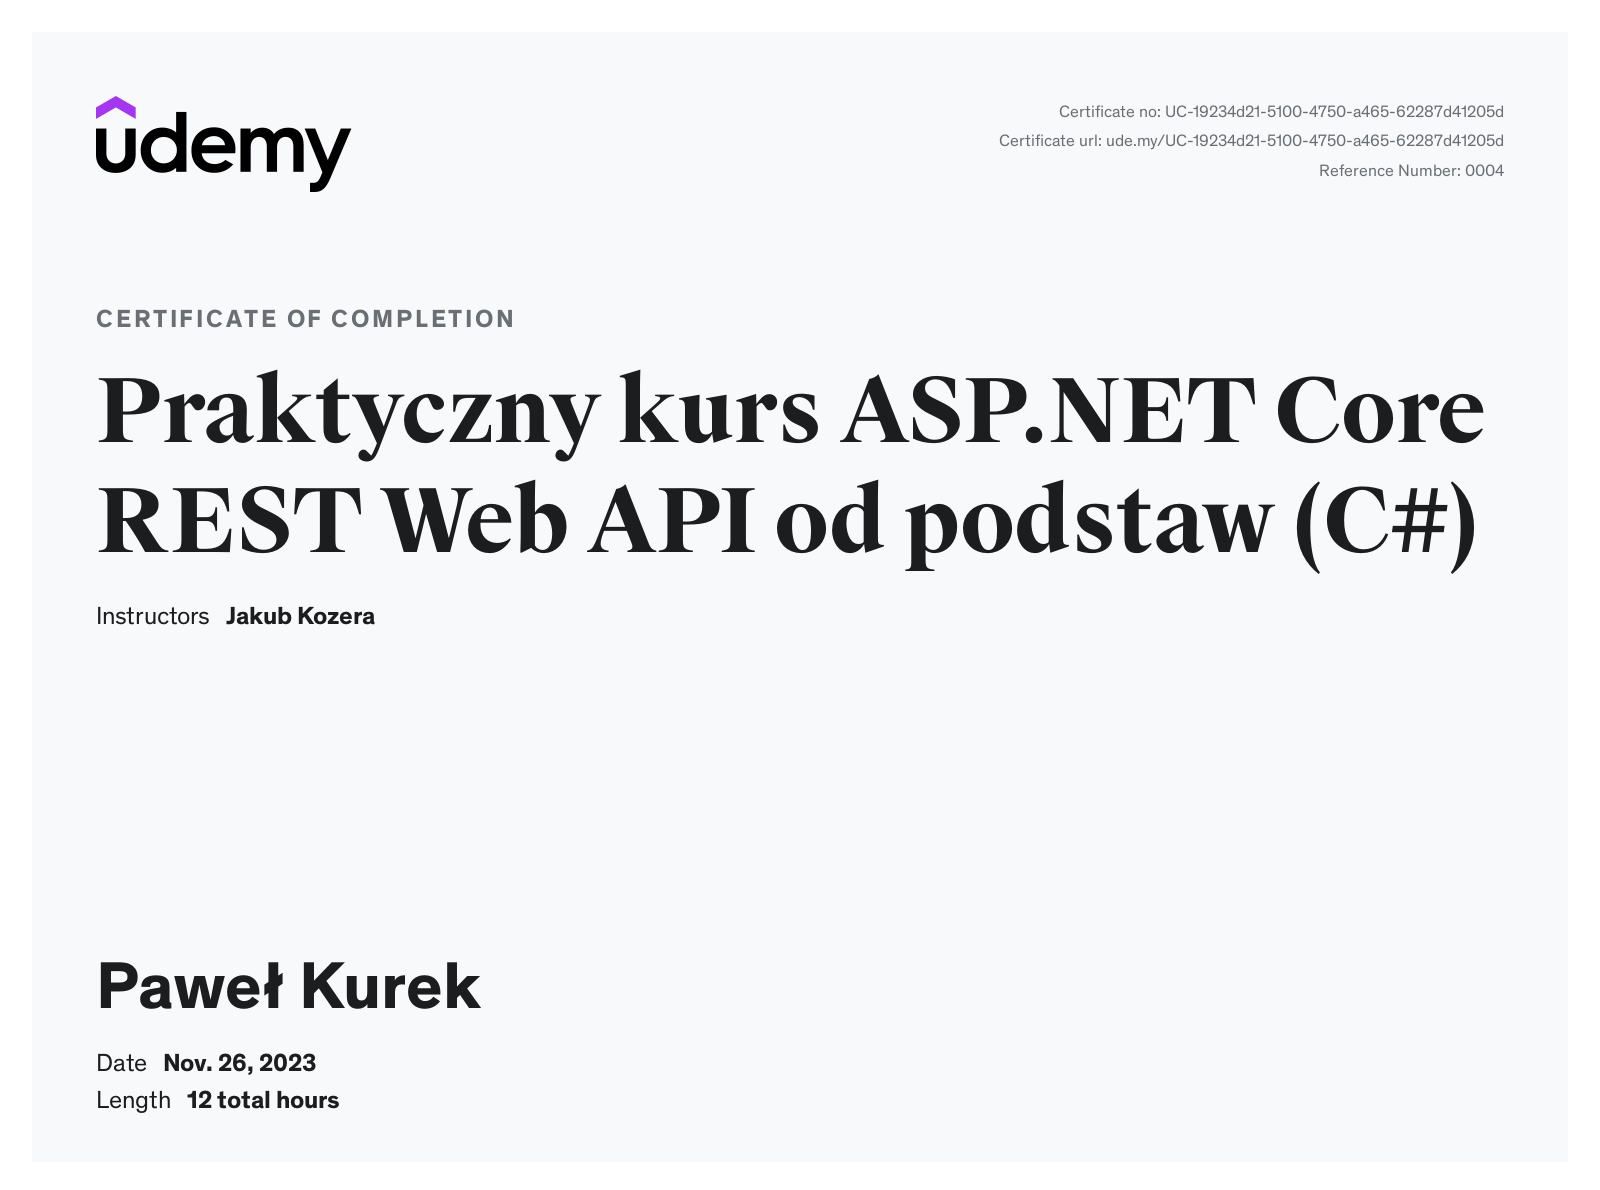 udemy
Certificate no: UC-19234d21-5100-4750-a465-62287d41205d
Certificate url: ude.my/UC-19234d21-5100-4750-a465-62287d41205d
Reference Number: 0004
CERTIFICATE OF COMPLETION
Praktyczny kurs ASP.NET Core
REST Web API od podstaw (C#)
Instructors Jakub Kozera
Paweł Kurek
Date Nov. 26, 2023
Length 12 total hours